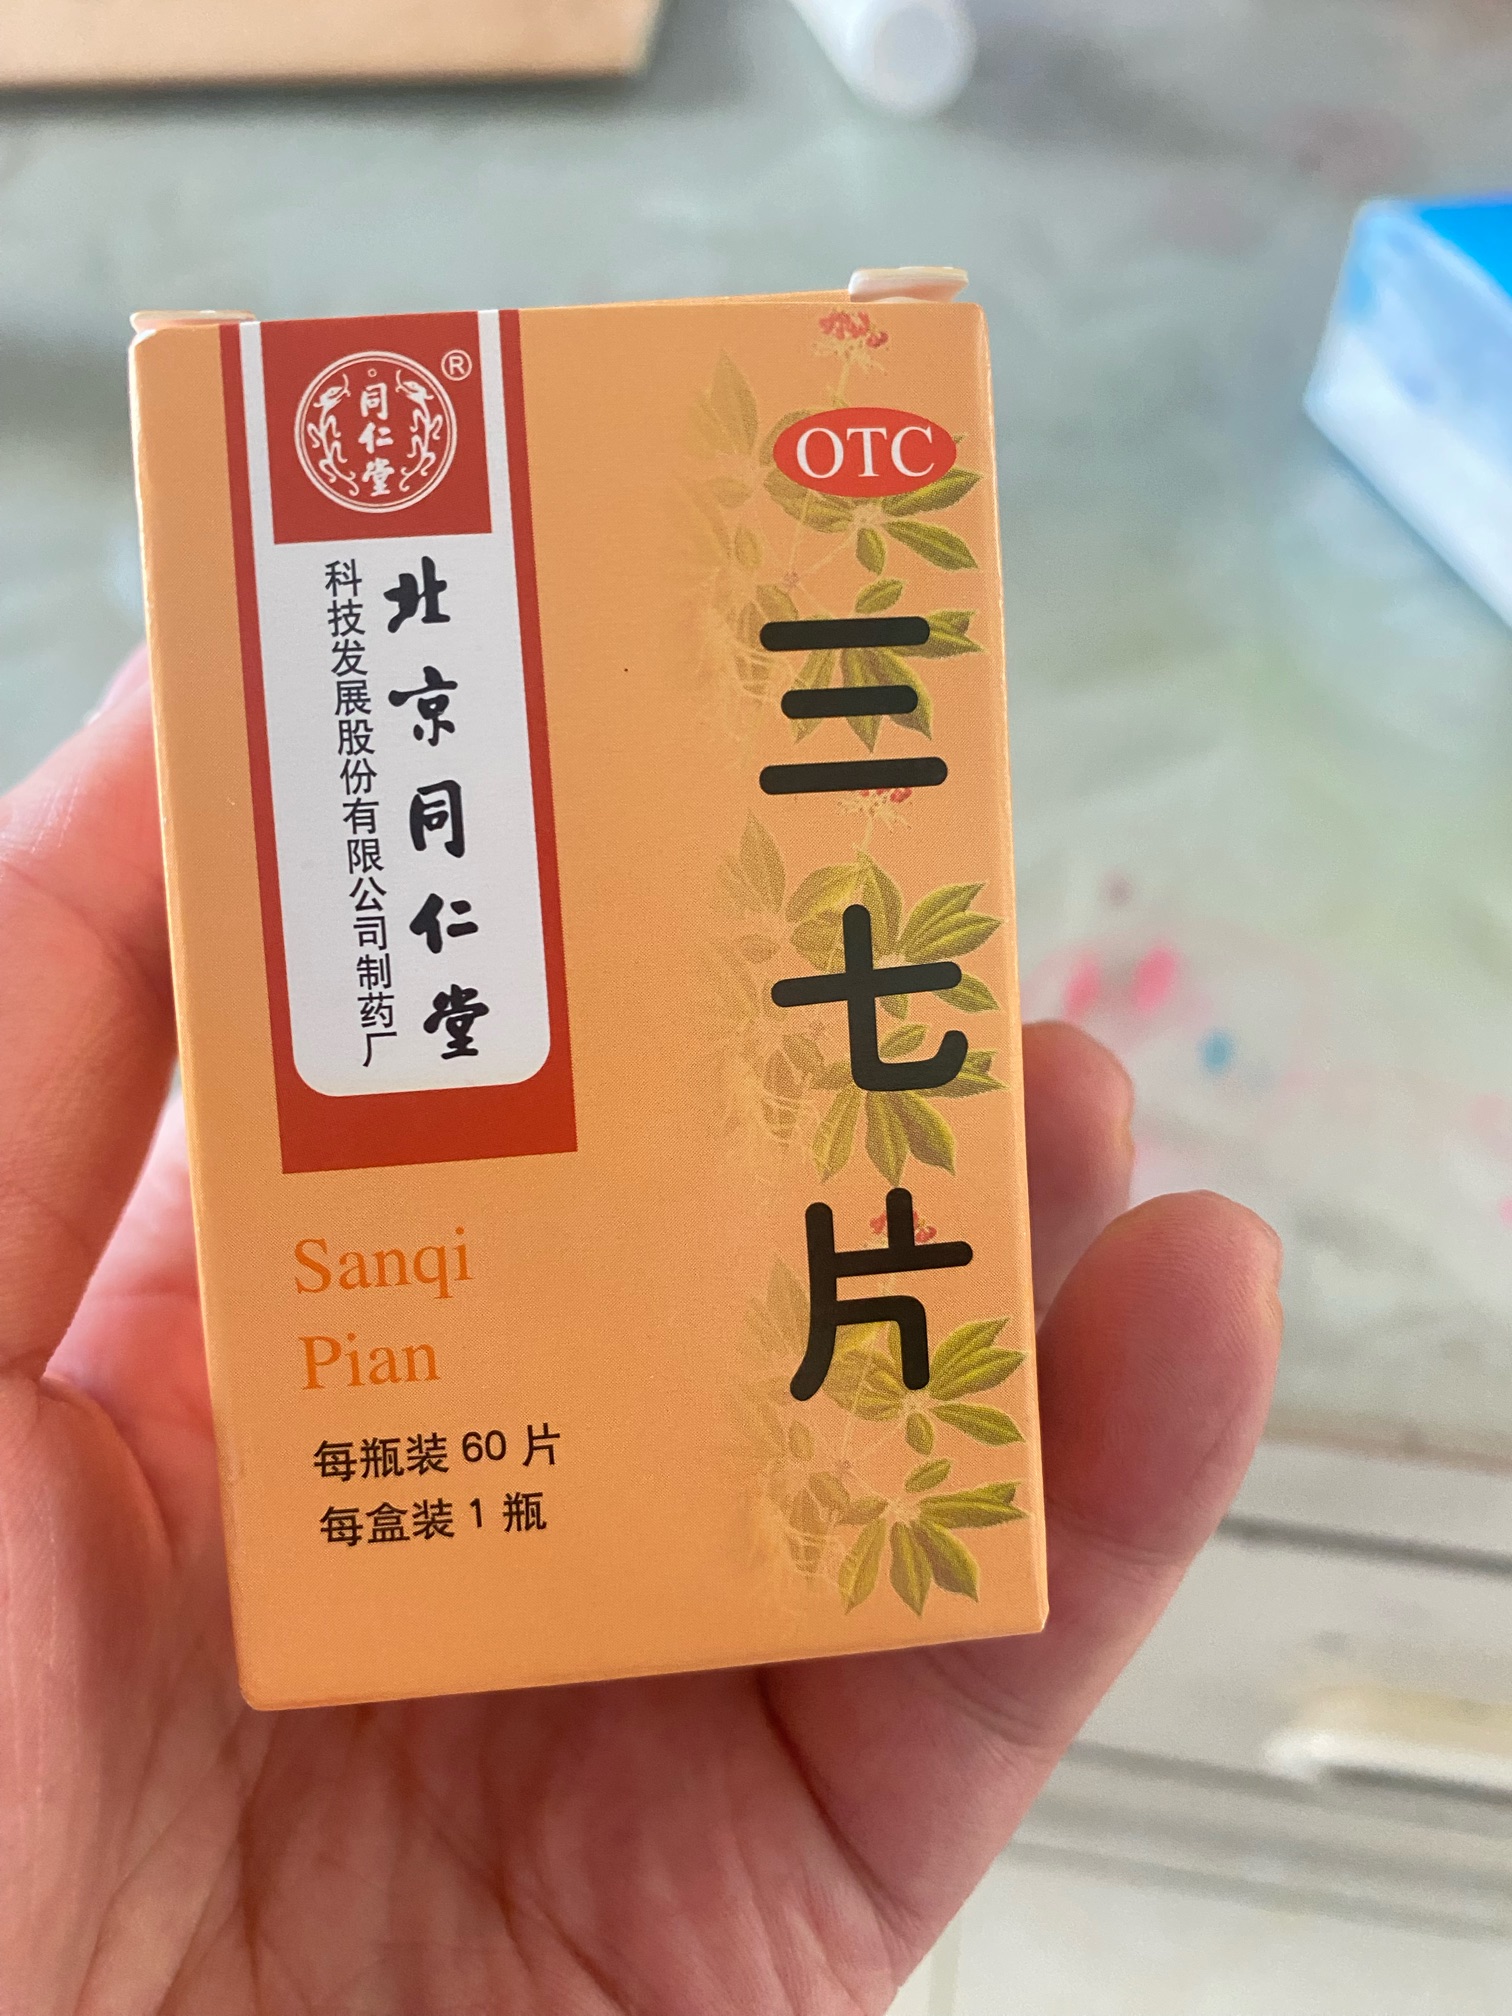 同仁堂
®
北京同仁堂
科技发展股份有限公司制药厂
OTC
三七片
Sanqi
Pian
每瓶装 60 片
每盒装 1 瓶